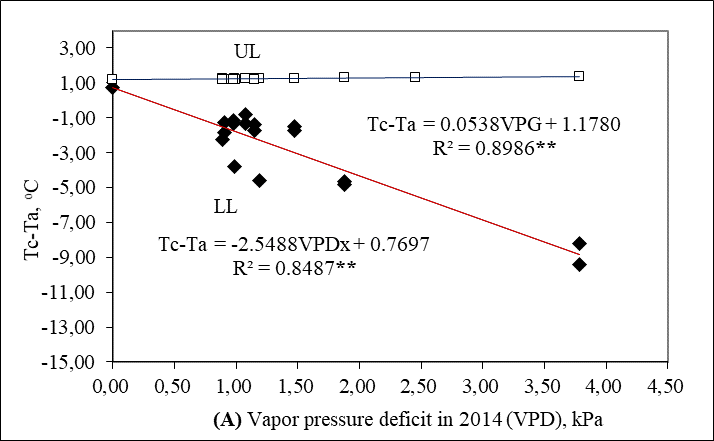 3,00
1,00
-1,00
-3,00
-5,00
-7,00
-9,00
-11,00
-13,00
-15,00
Tc-Ta, ᵒC
UL
Tc-Ta = 0.0538VPG + 1.1780
R² = 0.8986**
LL
Tc-Ta = -2.5488VPDx + 0.7697
R² = 0.8487**
0,00 0,50 1,00 1,50 2,00 2,50 3,00 3,50 4,00 4,50
(A) Vapor pressure deficit in 2014 (VPD), kPa